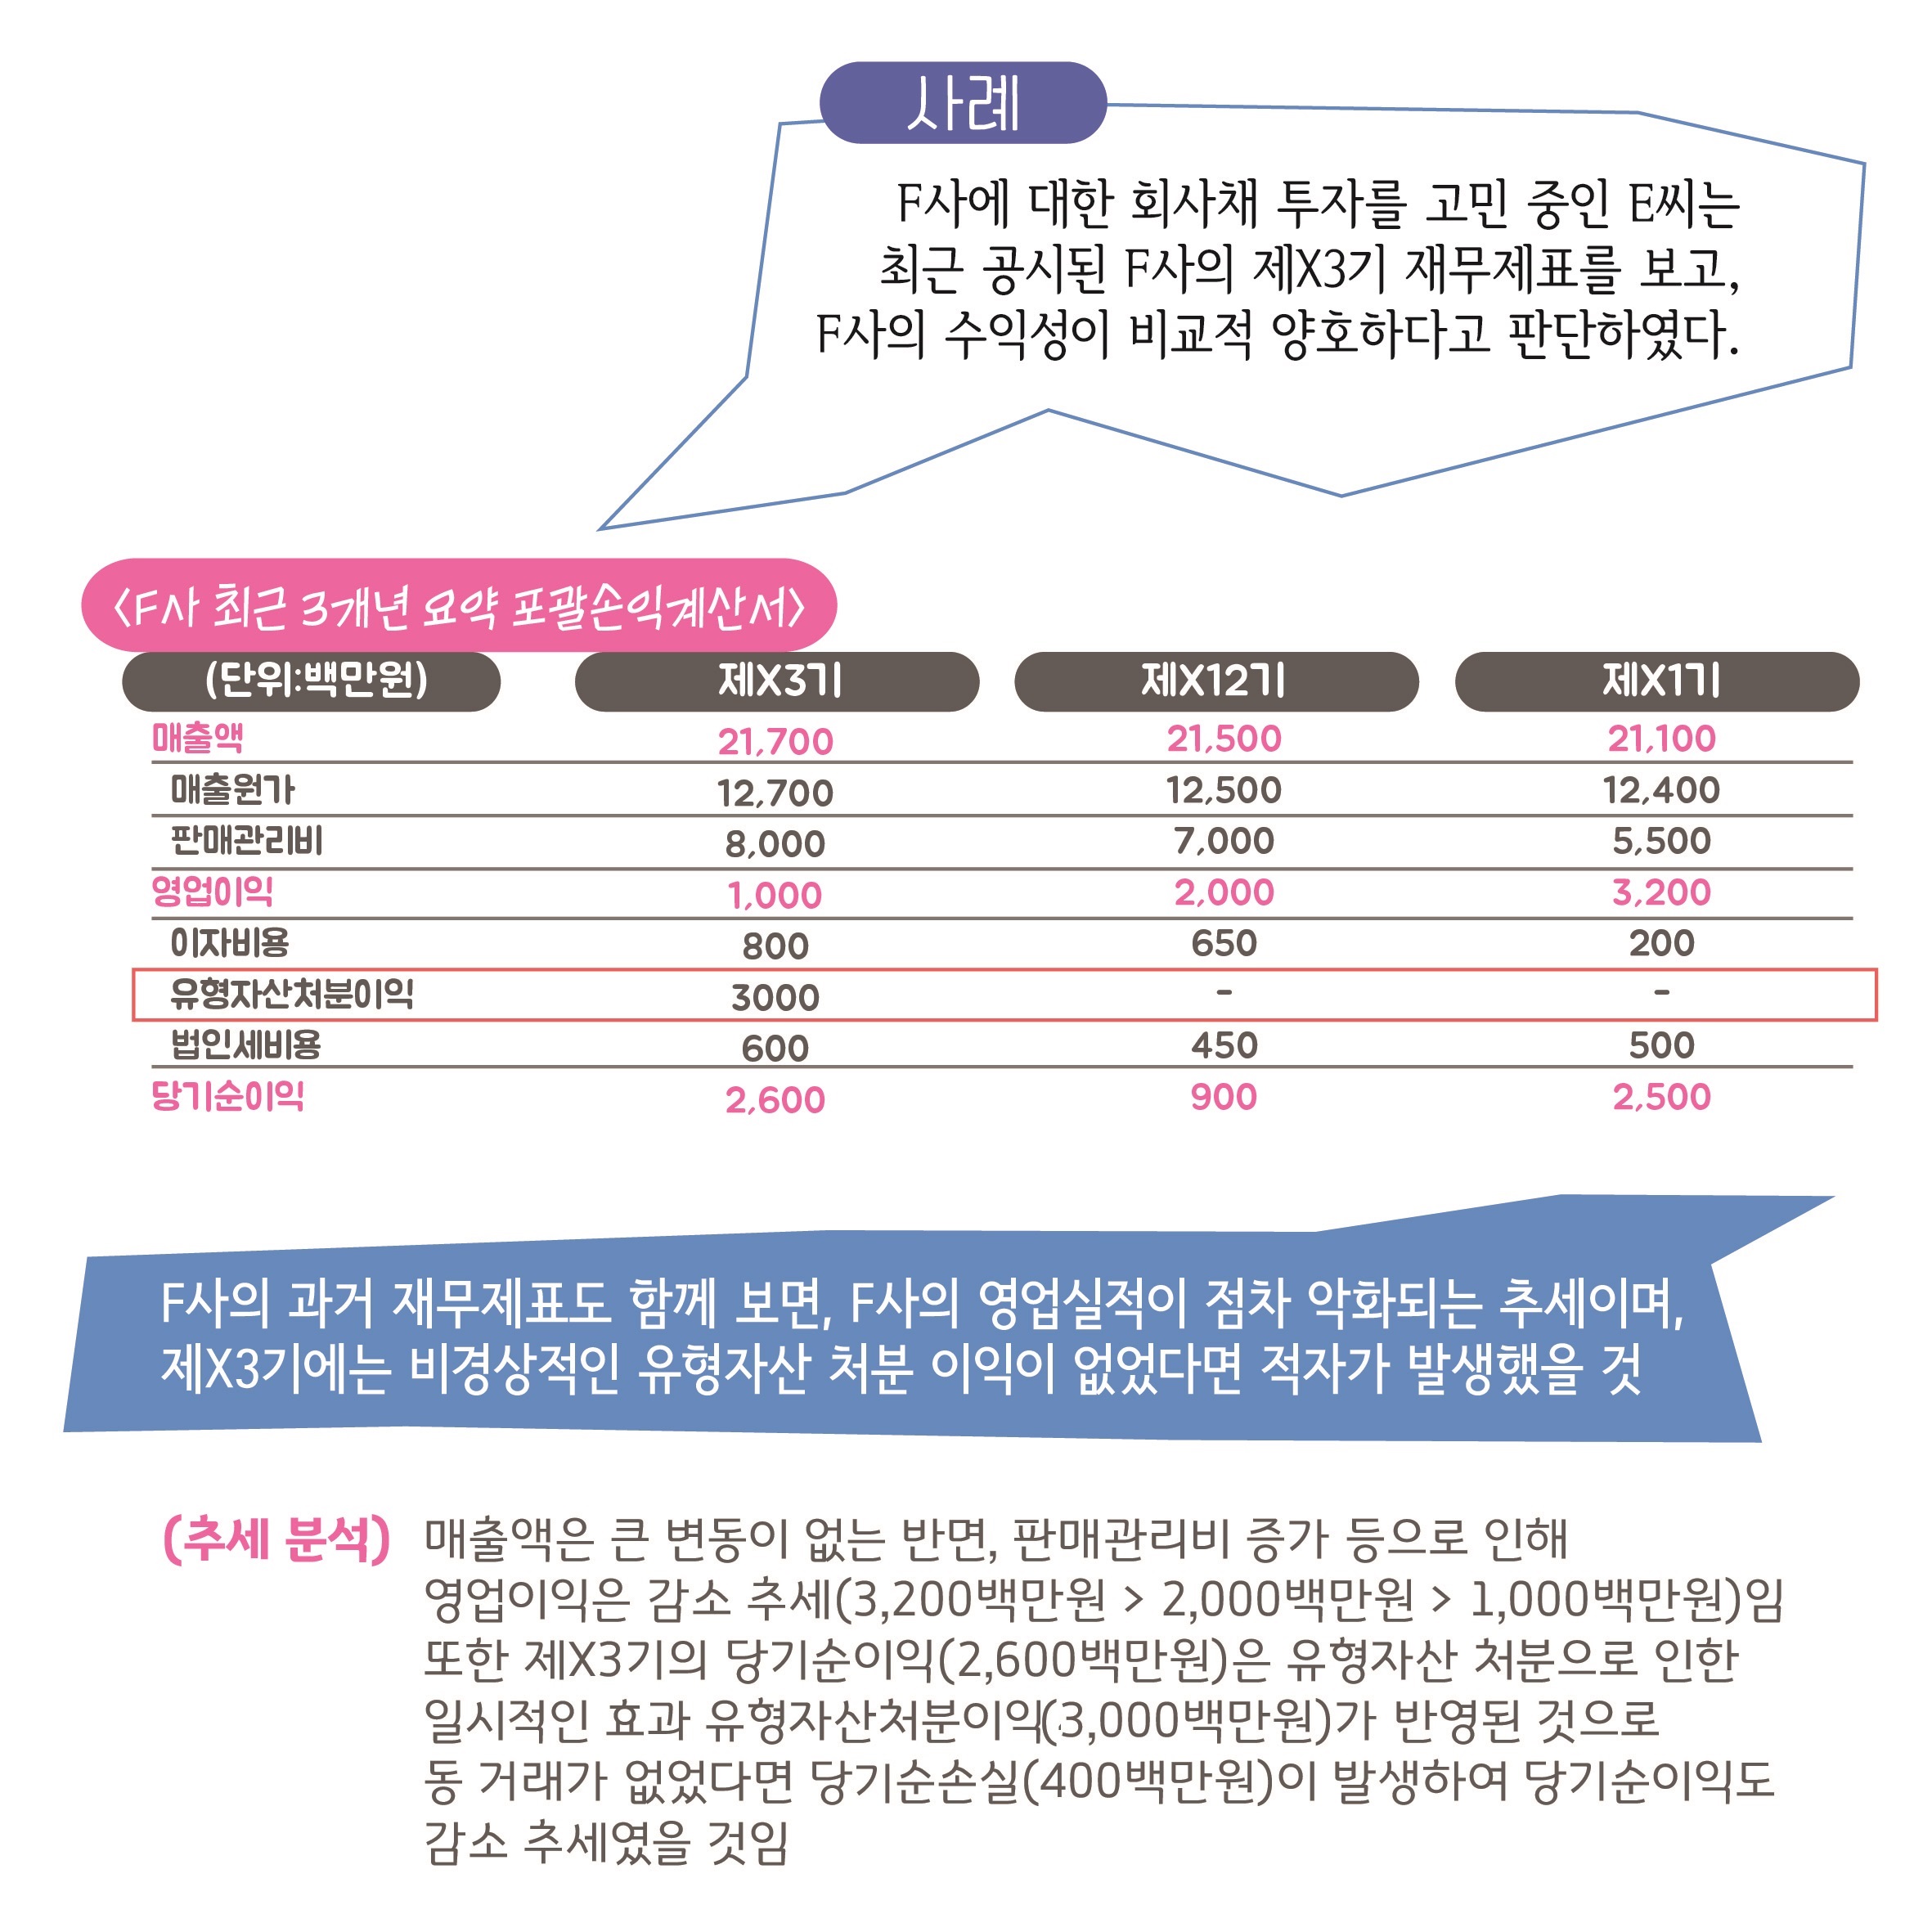 사례
F사에 대한 회사채 투자를 고민 중인 E씨는
최근 공시된 F사의 제X3기 재무제표를 보고,
F사의 수익성이 비교적 양호하다고 판단하였다.
<F사 최근 3개년 요약 포괄손익계산서>
(단위:백만원) 제X3기 제X12기 제X1기
매출액 21,700 21,500 21,100
매출원가 12,700 12,500 12,400
판매관리비 8,000 7,000 5,500
영업이익 1,000 2,000 3,200
이자비용 800 650 200
유형자산처분이익 3000 - -
법인세비용 600 450 500
당기순이익 2,600 900 2,500
F사의 과거 재무제표도 함께 보면, F사의 영업실적이 점차 악화되는 추세이며,
제X3기에는 비경상적인 유형자산 처분 이익이 없었다면 적자가 발생했을 것
(추세 분석) 매출액은 큰 변동이 없는 반면, 판매관리비 증가 등으로 인해
영업이익은 감소 추세(3,200백만원 > 2,000백만원 > 1,000백만원)임
또한 제X3기의 당기순이익(2,600백만원)은 유형자산 처분으로 인한
일시적인 효과 유형자산처분이익(3,000백만원)가 반영된 것으로
동 거래가 없었다면 당기순손실(400백만원)이 발생하여 당기순이익도
감소 추세였을 것임